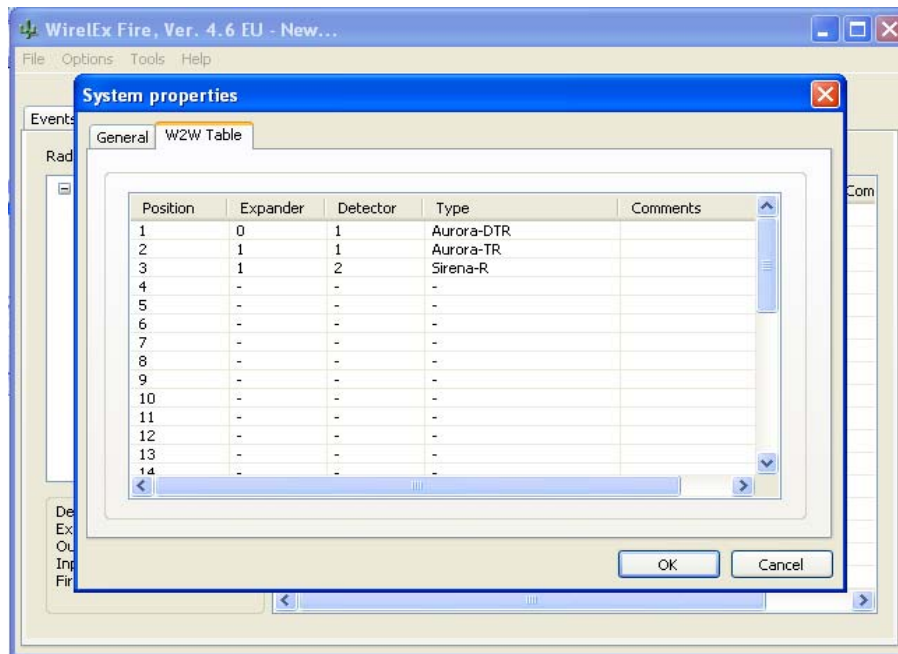 WirelEx Fire, Ver. 4.6 EU - New...
File Options Tools Help
System properties
Events
General W2W Table
Rad
Com
Position Expander Detector Type Comments
1 0 1 Aurora-DTR
2 1 1 Aurora-TR
3 1 2 Sirena-R
4 - - -
5 - - -
6 - - -
7 - - -
8 - - -
9 - - -
10 - - -
11 - - -
12 - - -
13 - - -
14 - - -
De
Ex
Ou
Inp
Fir
OK Cancel